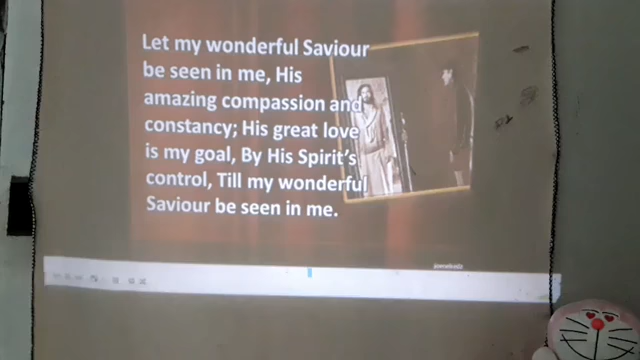 Let my wonderful Saviour
be seen in me, His
amazing compassion and
constancy; His great love
is my goal, By His Spirit's
control, Till my wonderful
Saviour be seen in me.